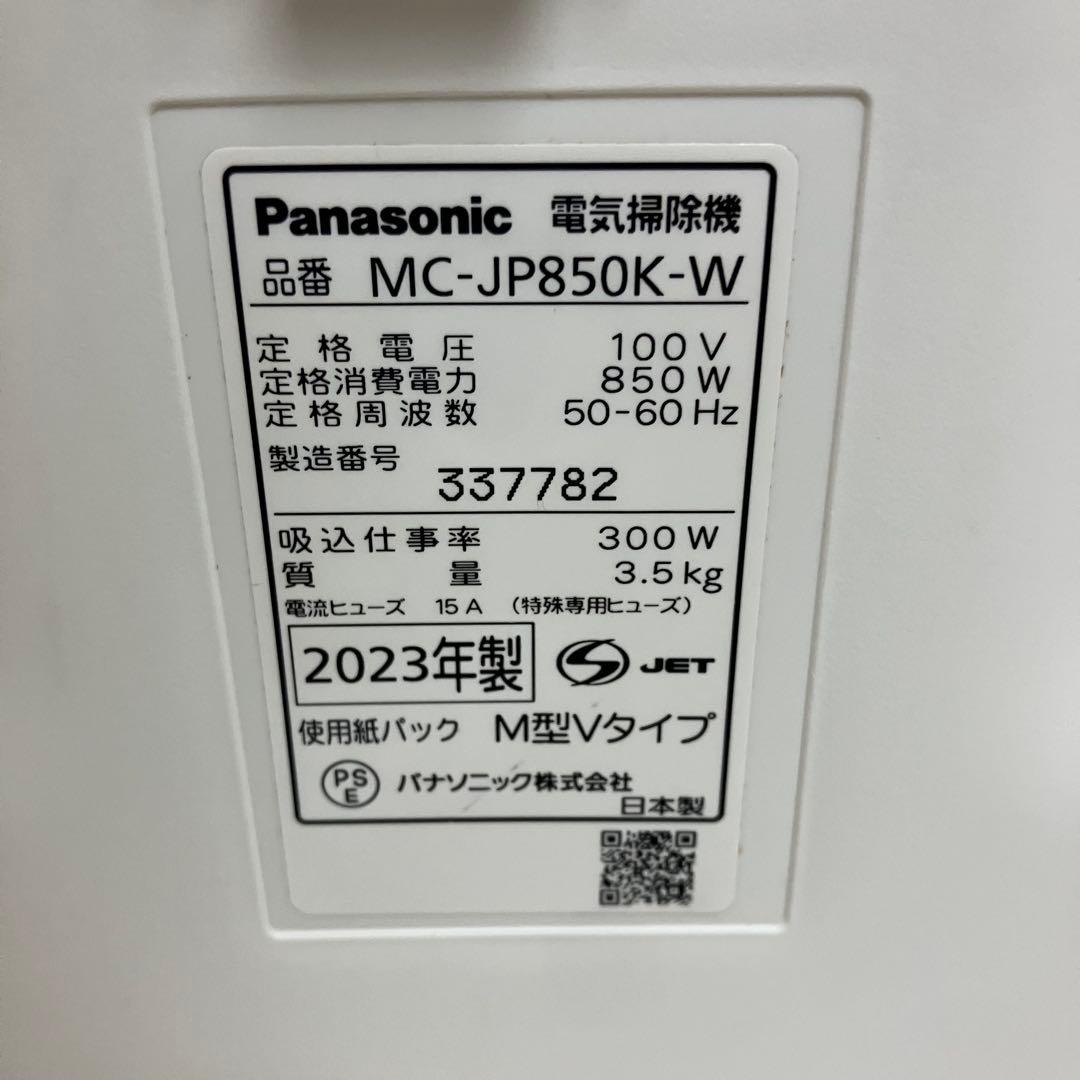 Panasonic 電気掃除機
品番 MC-JP850K-W
定格電圧 100V
定格消費電力 850W
定格周波数 50-60Hz
製造番号 337782
吸込仕事率 300W
質量 3.5kg
電流ヒューズ 15A (特殊専用ヒューズ)
2023年製 S JET
使用紙パック M型Vタイプ
PSE パナソニック株式会社
日本製